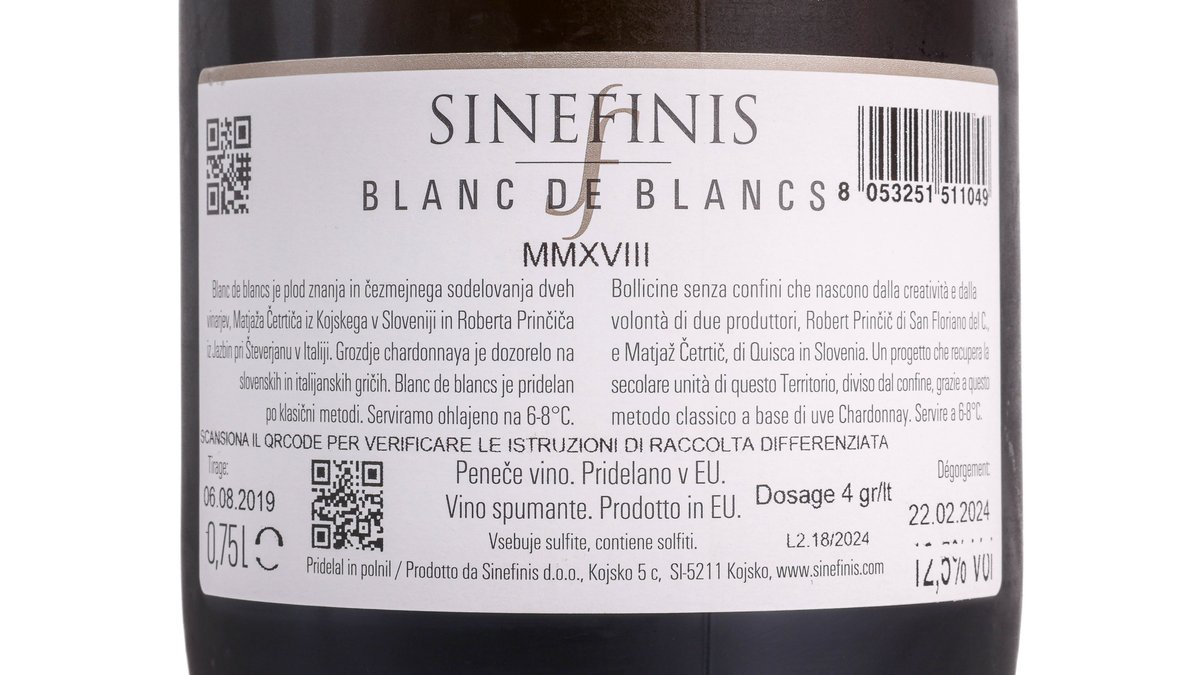 SINEFINIS
BLANC DE BLANCS
8 053251 511049
MMXVIII
Blanc de blancs je plod znanja in čezmejnega sodelovanja dveh
vinarjev, Matjaža Četrtiča iz Kojskega v Sloveniji in Roberta Prinčiča
iz Jazbin pri Števerjanu v Italiji. Grozdje chardonnaya je dozorelo na
slovenskih in italijanskih gričih. Blanc de blancs je pridelan
po klasični metodi. Serviramo ohlajeno na 6-8°C.
Bollicine senza confini che nascono dalla creatività e dalla
volontà di due produttori, Robert Prinčič di San Floriano del C.,
e Matjaž Četrtič, di Quisca in Slovenia. Un progetto che recupera la
secolare unità di questo Territorio, diviso dal confine, grazie a questo
metodo classico a base di uve Chardonnay. Servire a 6-8°C.
SCANSIONA IL QRCODE PER VERIFICARE LE ISTRUZIONI DI RACCOLTA DIFFERENZIATA
Tirage:
06.08.2019
0,75L
Peneče vino. Pridelano v EU.
Vino spumante. Prodotto in EU.
Vsebuje sulfite, contiene solfiti.
Pridelal in polnil / Prodotto da Sinefinis d.o.o., Kojsko 5 c, SI-5211 Kojsko, www.sinefinis.com
Dosage 4 gr/lt
L2.18/2024
Dégorgement:
22.02.2024
% vol